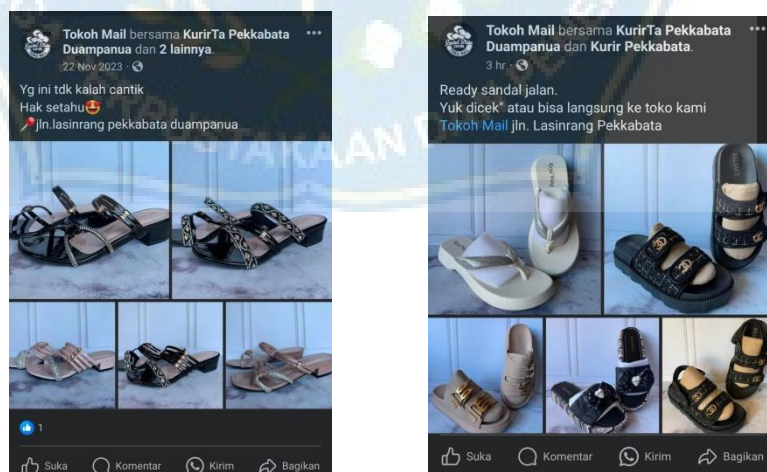 Tokoh Mail bersama KurirTa Pekkabata
Duampanua dan 2 lainnya.
22 Nov 2023
Yg ini tdk kalah cantik
Hak setahu
jln.lasinrang pekkabata duampanua
1
Suka Komentar Kirim Bagikan
Tokoh Mail bersama KurirTa Pekkabata
Duampanua dan Kurir Pekkabata.
3 hr
Ready sandal jalan.
Yuk dicek" atau bisa langsung ke toko kami
Tokoh Mail jln. Lasinrang Pekkabata
Suka Komentar Kirim Bagikan